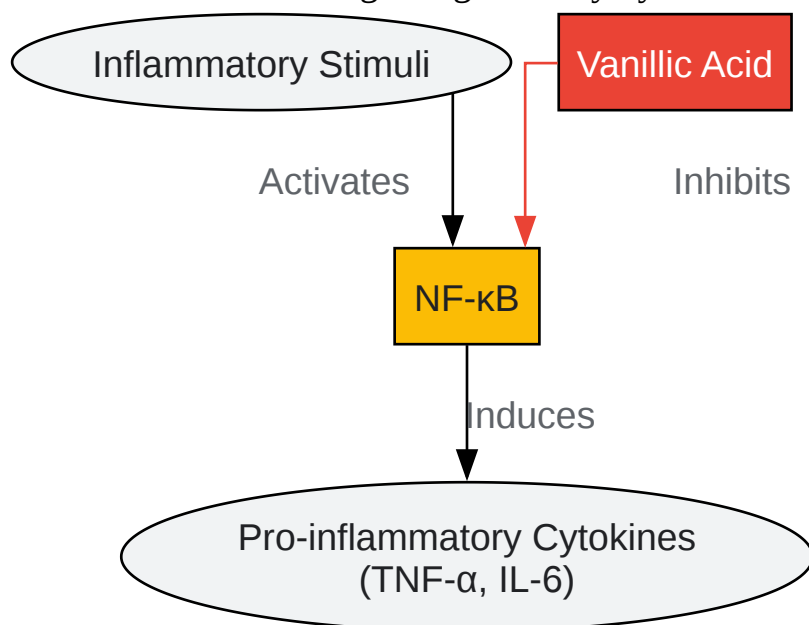 Inflammatory Stimuli
Vanillic Acid
Activates
Inhibits
NF-κB
Induces
Pro-inflammatory Cytokines
(TNF-α, IL-6)